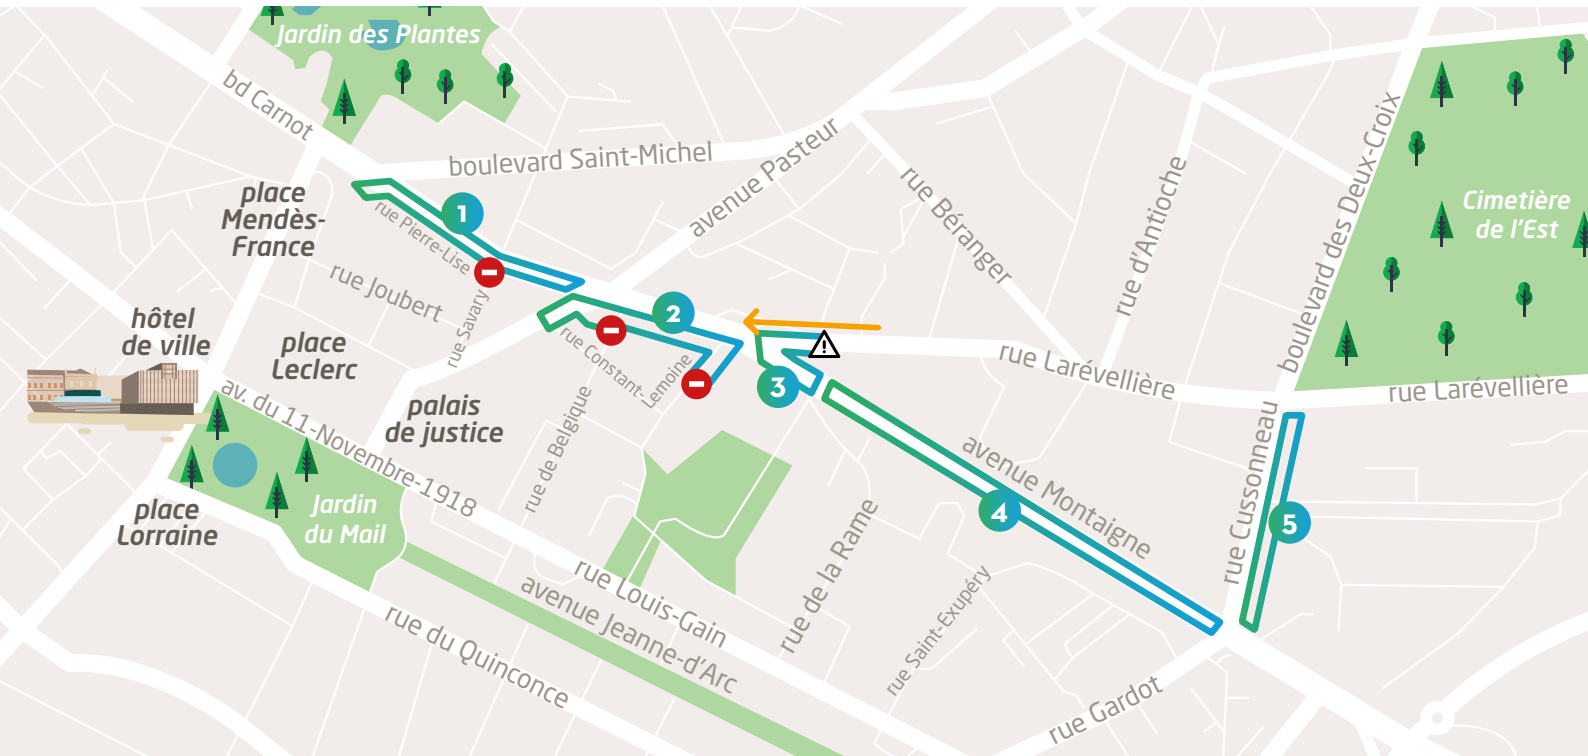 Jardin des Plantes
bd Carnot
boulevard Saint-Michel
avenue Pasteur
rue Béranger
rue d'Antioche
boulevard des Deux-Croix
Cimetière
de l'Est
place
Mendès-
France
rue Pierre-Lise
1
rue Joubert
rue Savary
hôtel
de ville
place
Leclerc
2
rue Constant-
Lemoine
!
3
rue Larévellière
rue Larévellière
av. du 11-Novembre-1918
palais
de justice
rue de Belgique
avenue Montaigne
4
rue Cussonneau
5
place
Lorraine
Jardin
du Mail
rue Louis-Gain
avenue Jeanne-d'Arc
rue du Quinconce
rue de la Rame
rue Saint-Exupéry
rue Gardot